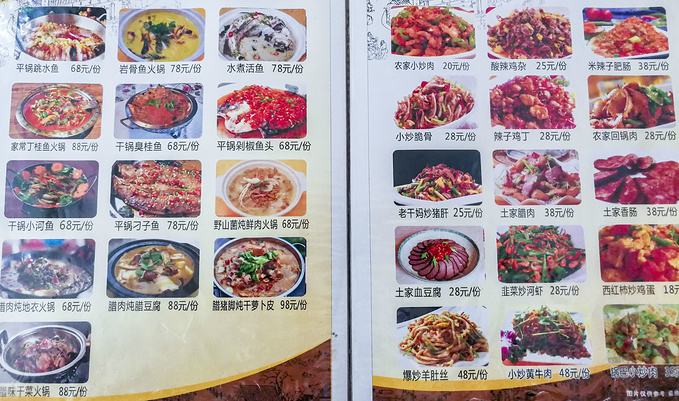 平锅跳水鱼 68元/份
岩骨鱼火锅 78元/份
水煮活鱼 78元/份
家常丁桂鱼火锅 88元/份
干锅臭桂鱼 68元/份
平锅剁椒鱼头 68元/份
干锅小河鱼 68元/份
平锅刁子鱼 78元/份
野山菌炖鲜肉火锅 68元/份
腊肉炖地衣火锅 68元/份
腊肉炖腊豆腐 88元/份
腊猪脚炖干萝卜皮 98元/份
腊味干菜火锅 88元/份
农家小炒肉 20元/份
酸辣鸡杂 25元/份
米辣子肥肠 38元/份
小炒脆骨 28元/份
辣子鸡丁 28元/份
农家回锅肉 28元/份
老干妈炒猪肝 25元/份
土家腊肉 38元/份
土家香肠 38元/份
土家血豆腐 28元/份
韭菜炒河虾 28元/份
西红柿炒鸡蛋 18元/
爆炒羊肚丝 48元/份
小炒黄牛肉 48元/份
小炒肉
图片仅供参考